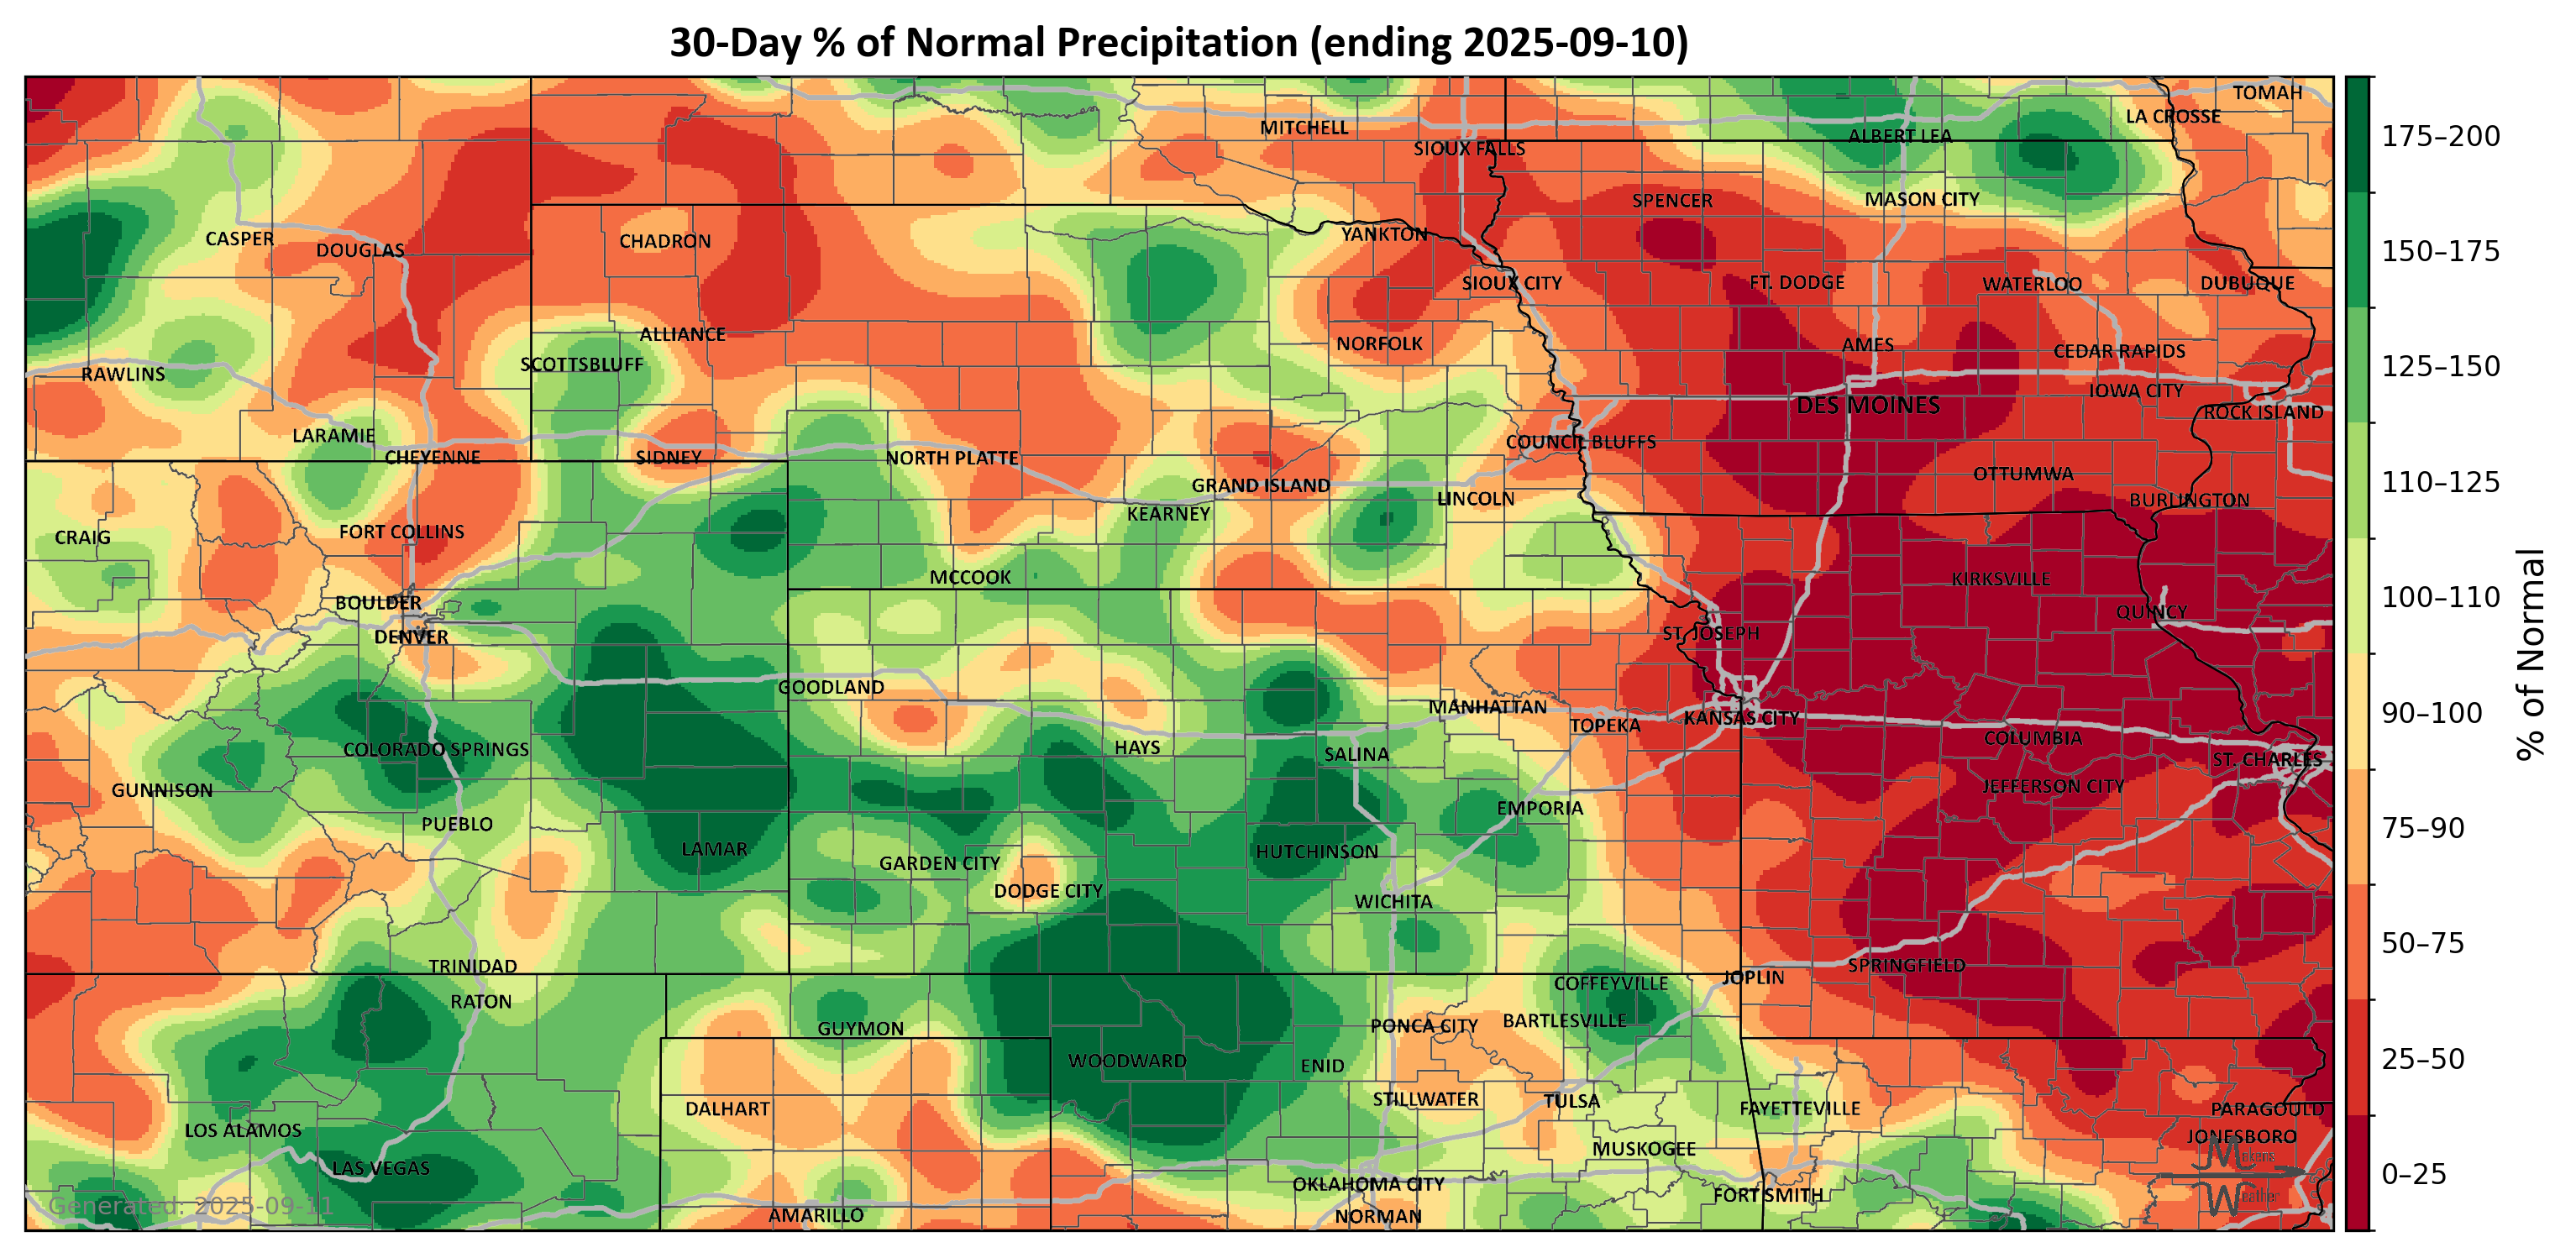 30-Day % of Normal Precipitation (ending 2025-09-10)
TOMAH
LA CROSSE
MITCHELL
ALBERT LEA
SIOUX FALLS
SPENCER
MASON CITY
YANKTON
CASPER
DOUGLAS
CHADRON
SIOUX CITY
FT. DODGE
WATERLOO
DUBUQUE
ALLIANCE
NORFOLK
AMES
CEDAR RAPIDS
SCOTTSBLUFF
RAWLINS
IOWA CITY
DES MOINES
ROCK ISLAND
LARAMIE
COUNCIL BLUFFS
CHEYENNE
SIDNEY
NORTH PLATTE
OTTUMWA
GRAND ISLAND
LINCOLN
BURLINGTON
KEARNEY
CRAIG
FORT COLLINS
MCCOOK
KIRKSVILLE
BOULDER
QUINCY
DENVER
ST. JOSEPH
GOODLAND
MANHATTAN
TOPEKA
KANSAS CITY
COLUMBIA
COLORADO SPRINGS
HAYS
SALINA
ST. CHARLES
GUNNISON
JEFFERSON CITY
EMPORIA
PUEBLO
LAMAR
HUTCHINSON
GARDEN CITY
DODGE CITY
WICHITA
TRINIDAD
SPRINGFIELD
JOPLIN
COFFEYVILLE
RATON
GUYMON
PONCA CITY
BARTLESVILLE
WOODWARD
ENID
STILLWATER
TULSA
DALHART
FAYETTEVILLE
PARAGOULD
LOS ALAMOS
JONESBORO
MUSKOGEE
LAS VEGAS
OKLAHOMA CITY
FORT SMITH
AMARILLO
NORMAN
Generated: 2025-09-11
175–200
150–175
125–150
110–125
100–110
90–100
75–90
50–75
25–50
0–25
% of Normal